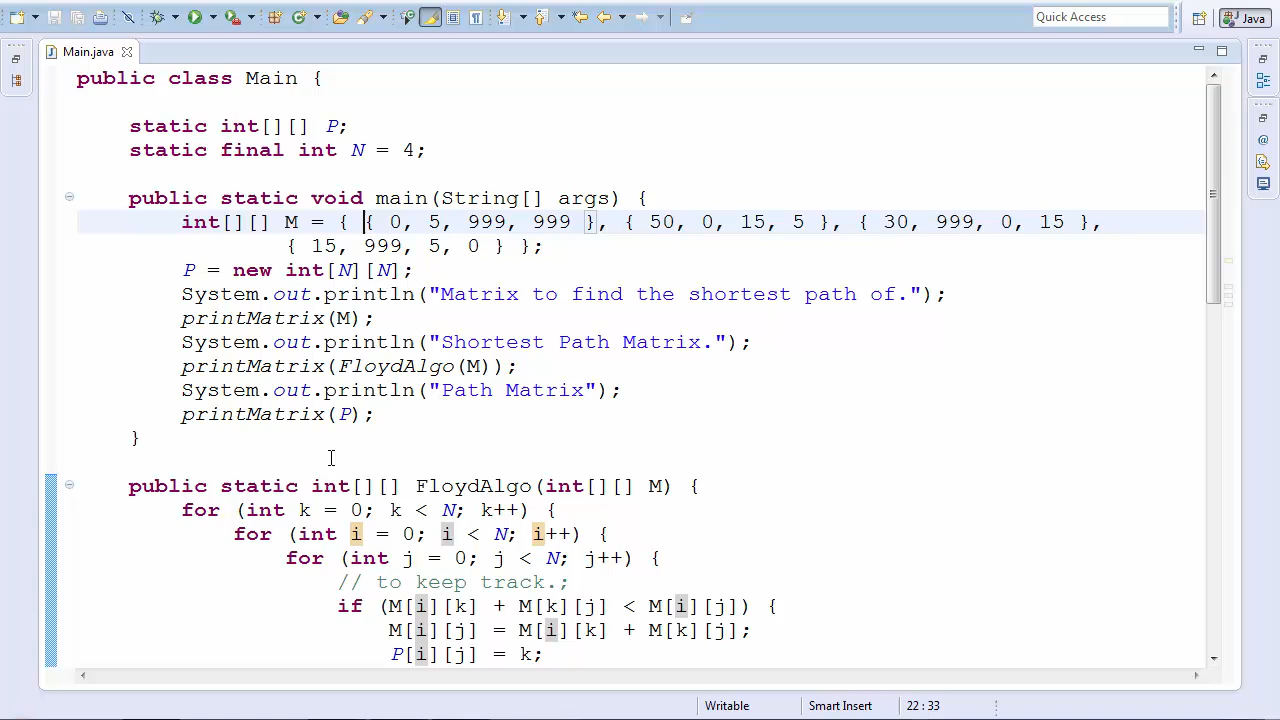 Quick Access
Java
Main.java
public class Main {
static int[][] P;
static final int N = 4;
public static void main(String[] args) {
int[][] M = { { 0, 5, 999, 999 }, { 50, 0, 15, 5 }, { 30, 999, 0, 15 },
{ 15, 999, 5, 0 } };
P = new int[N][N];
System.out.println("Matrix to find the shortest path of.");
printMatrix(M);
System.out.println("Shortest Path Matrix.");
printMatrix(FloydAlgo(M));
System.out.println("Path Matrix");
printMatrix(P);
}
public static int[][] FloydAlgo(int[][] M) {
for (int k = 0; k < N; k++) {
for (int i = 0; i < N; i++) {
for (int j = 0; j < N; j++) {
// to keep track.;
if (M[i][k] + M[k][j] < M[i][j]) {
M[i][j] = M[i][k] + M[k][j];
P[i][j] = k;
Writable
Smart Insert
22 : 33